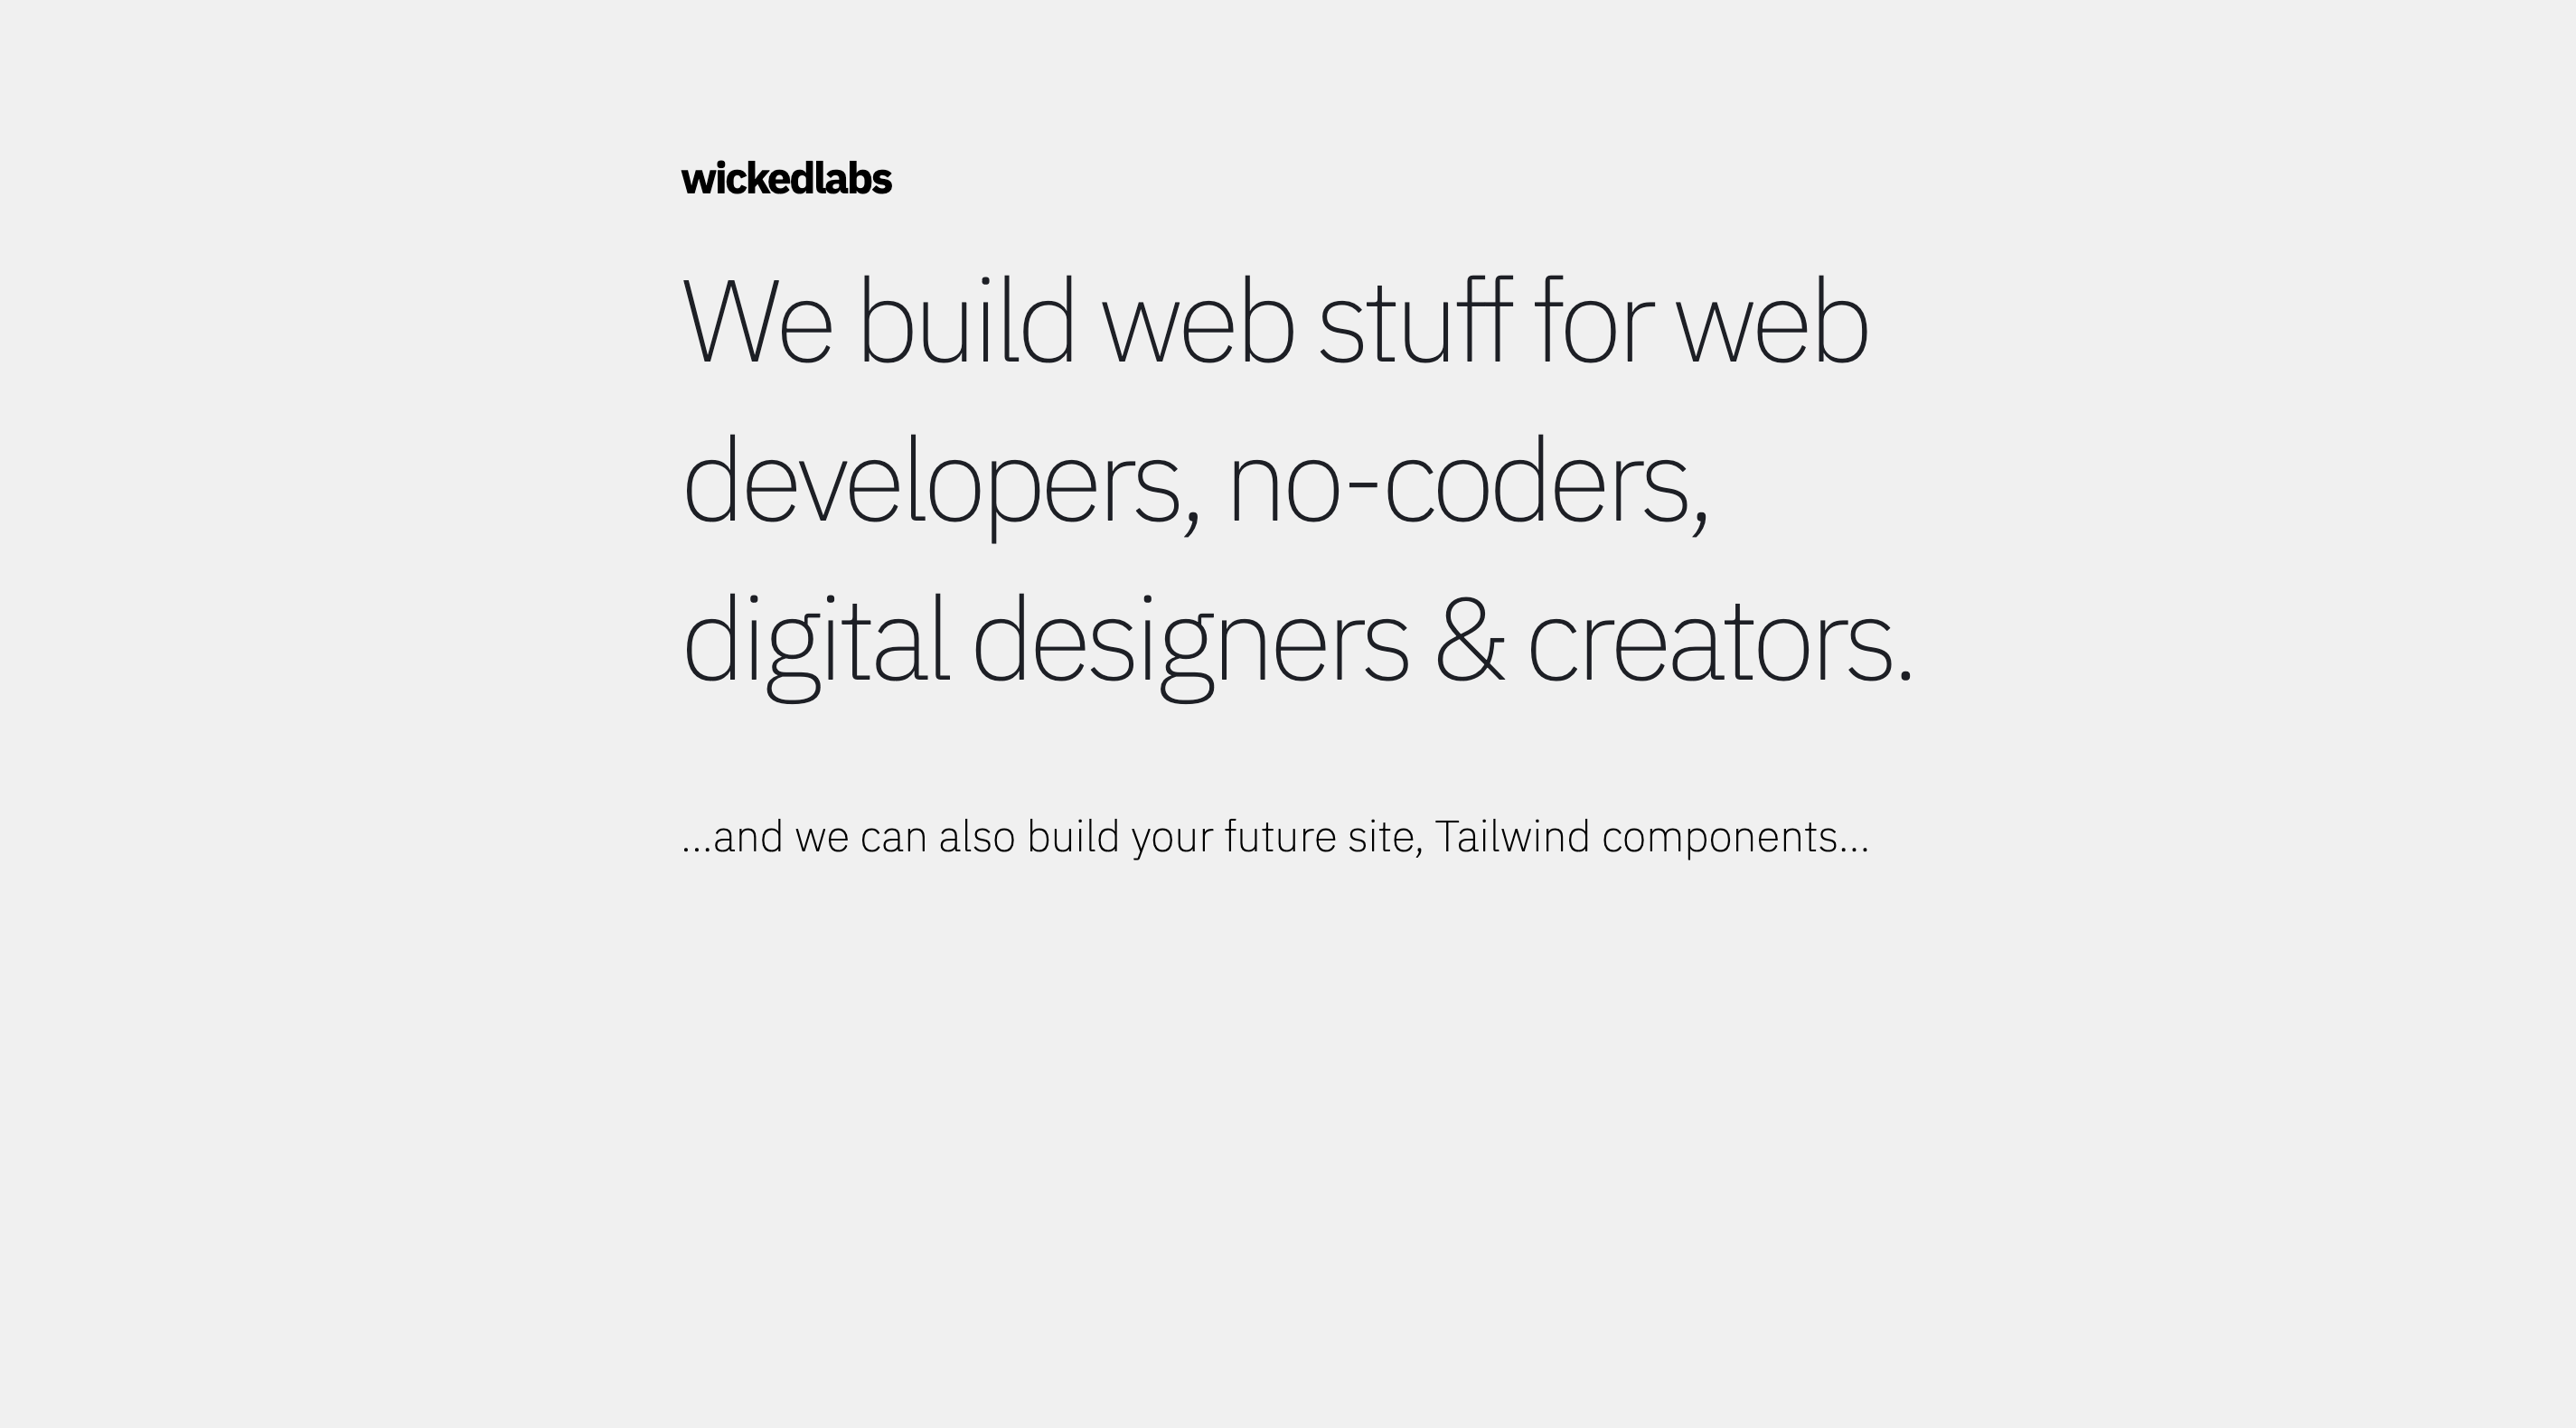 wickedlabs
We build web stuff for web
developers, no-coders,
digital designers & creators.
...and we can also build your future site, Tailwind components...